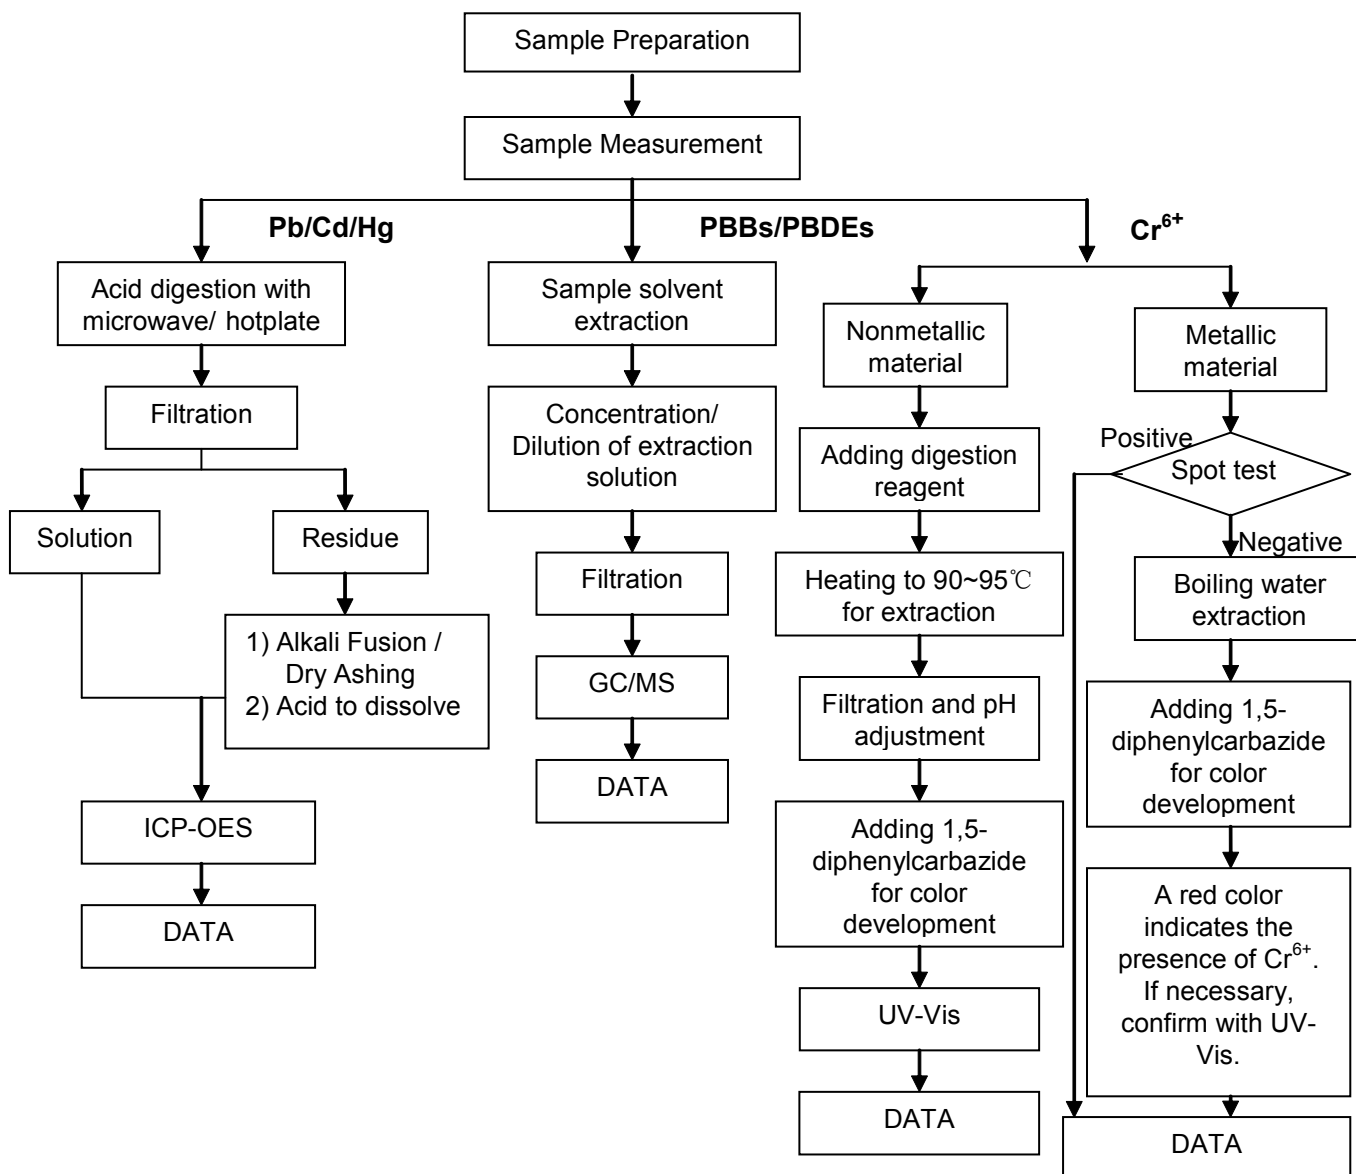 Sample Preparation
Sample Measurement
Pb/Cd/Hg
PBBs/PBDEs
Cr⁶⁺
Acid digestion with
microwave/ hotplate
Filtration
Solution
Residue
1) Alkali Fusion /
Dry Ashing
2) Acid to dissolve
ICP-OES
DATA
Sample solvent
extraction
Concentration/
Dilution of extraction
solution
Filtration
GC/MS
DATA
Nonmetallic
material
Adding digestion
reagent
Heating to 90~95℃
for extraction
Filtration and pH
adjustment
Adding 1,5-
diphenylcarbazide
for color
development
UV-Vis
DATA
Metallic
material
Positive
Spot test
Negative
Boiling water
extraction
Adding 1,5-
diphenylcarbazide
for color
development
A red color
indicates the
presence of Cr⁶⁺.
If necessary,
confirm with UV-
Vis.
DATA